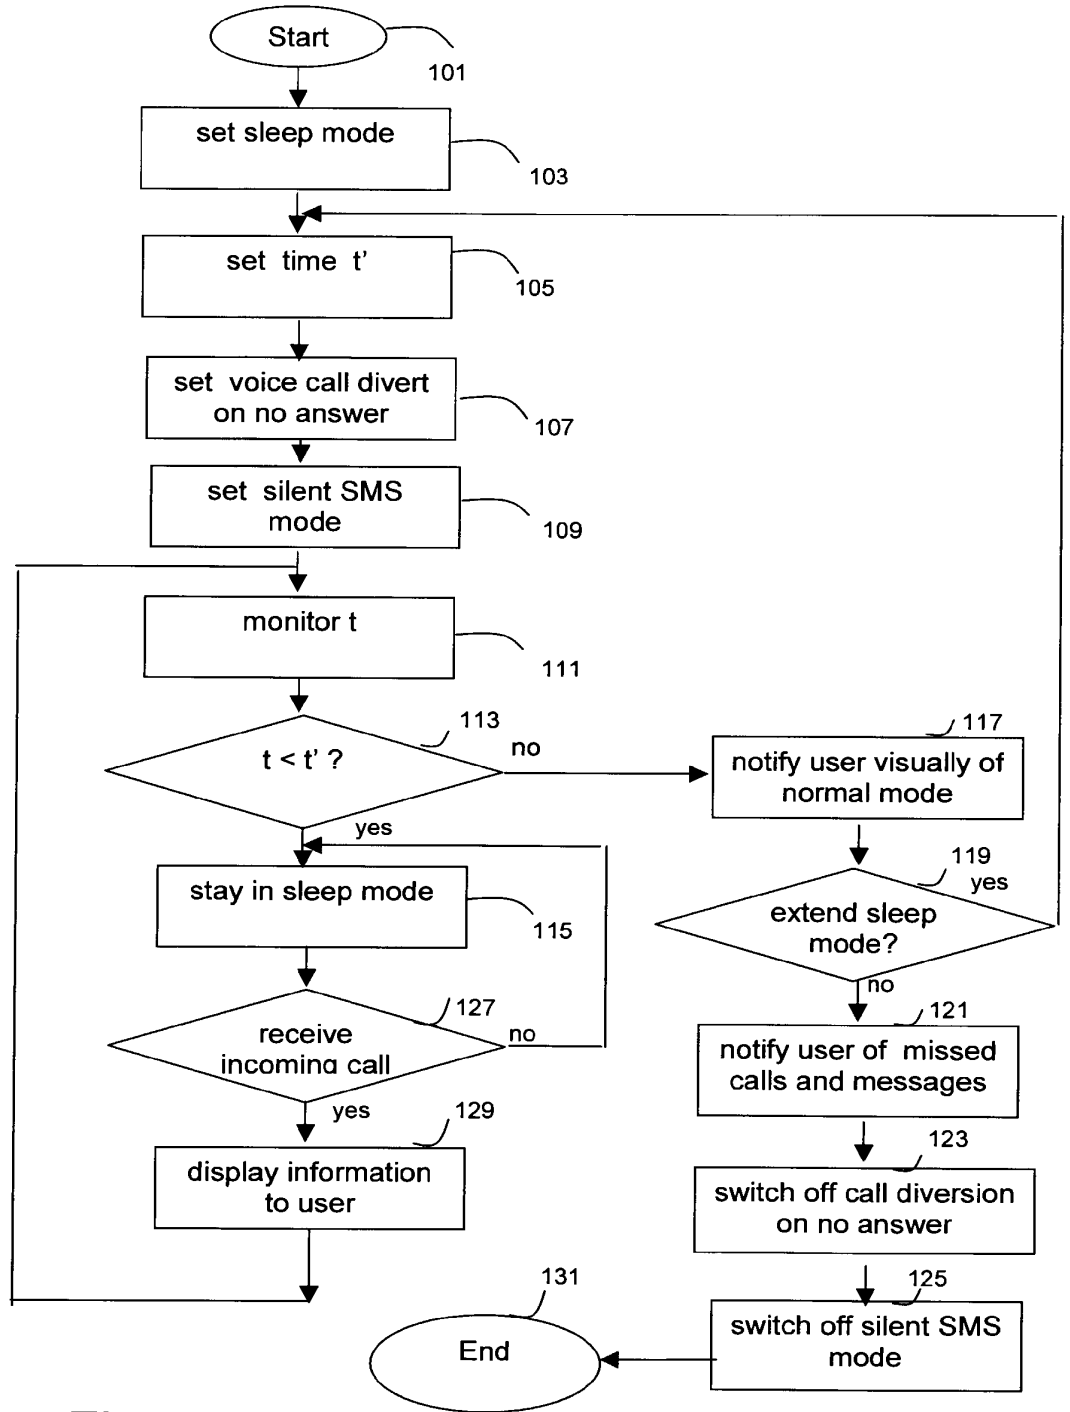 Start
101
set sleep mode
103
set time t'
105
set voice call divert
on no answer
107
set silent SMS
mode
109
monitor t
111
t < t' ?
113
no
yes
stay in sleep mode
115
receive
incoming call
127
no
yes
display information
to user
129
117
notify user visually of
normal mode
119
yes
extend sleep
mode?
no
121
notify user of missed
calls and messages
123
switch off call diversion
on no answer
125
switch off silent SMS
mode
131
End